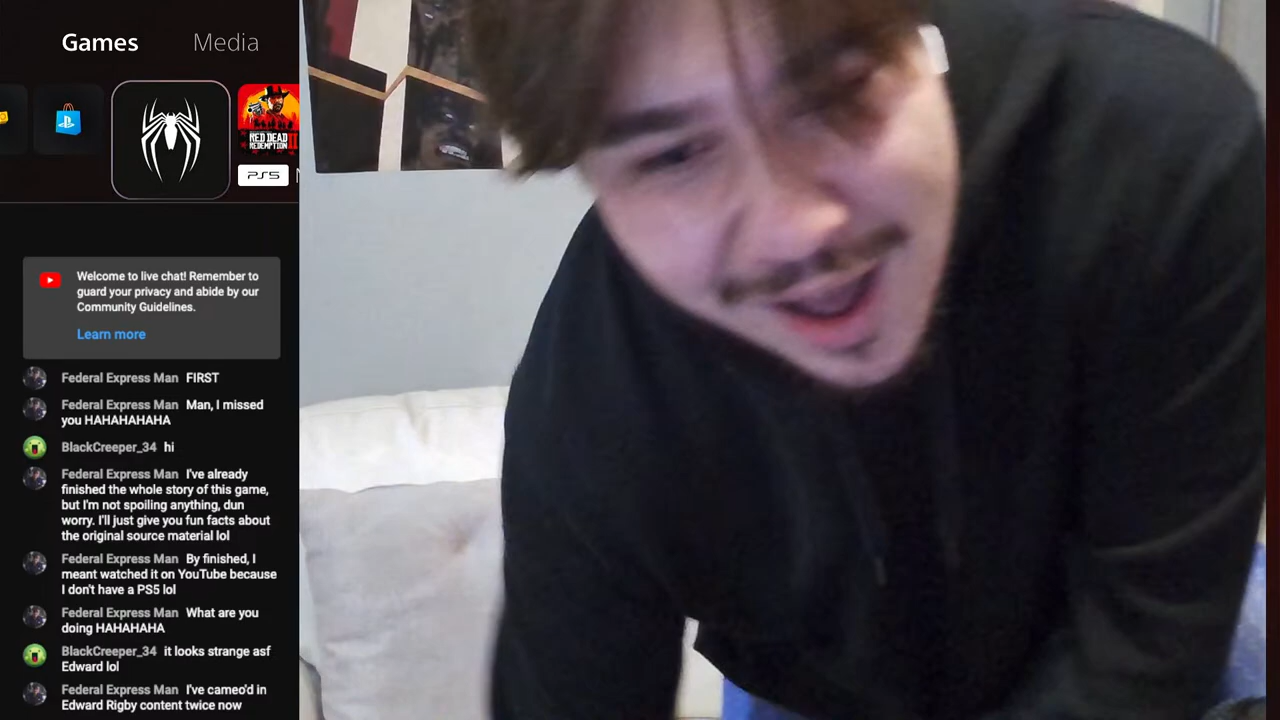 Games Media
RED DEAD
REDEMPTION II
PS5
Welcome to live chat! Remember to
guard your privacy and abide by our
Community Guidelines.
Learn more
Federal Express Man FIRST
Federal Express Man Man, I missed
you HAHAHAHAHA
BlackCreeper_34 hi
Federal Express Man I've already
finished the whole story of this game,
but I'm not spoiling anything, dun
worry. I'll just give you fun facts about
the original source material lol
Federal Express Man By finished, I
meant watched it on YouTube because
I don't have a PS5 lol
Federal Express Man What are you
doing HAHAHAHA
BlackCreeper_34 it looks strange asf
Edward lol
Federal Express Man I've cameo'd in
Edward Rigby content twice now